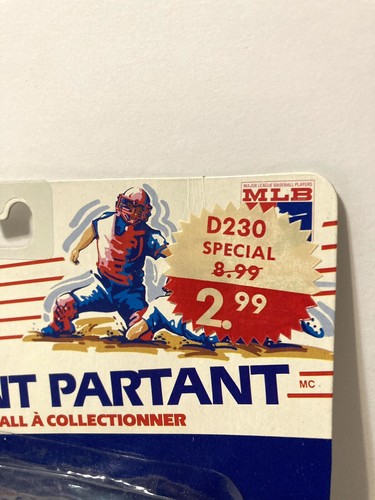 MAJOR LEAGUE BASEBALL PLAYERS
MLB
D230
SPECIAL
8.99
2.99
NT PARTANT MC
ALL À COLLECTIONNER